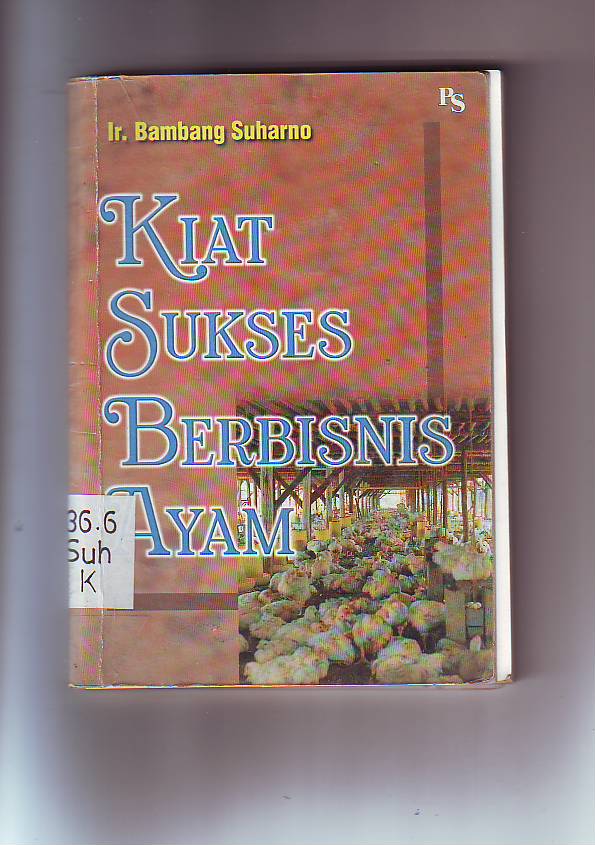 PS
Ir. Bambang Suharno
KIAT
SUKSES
BERBISNIS
AYAM
36.6
Suh
K